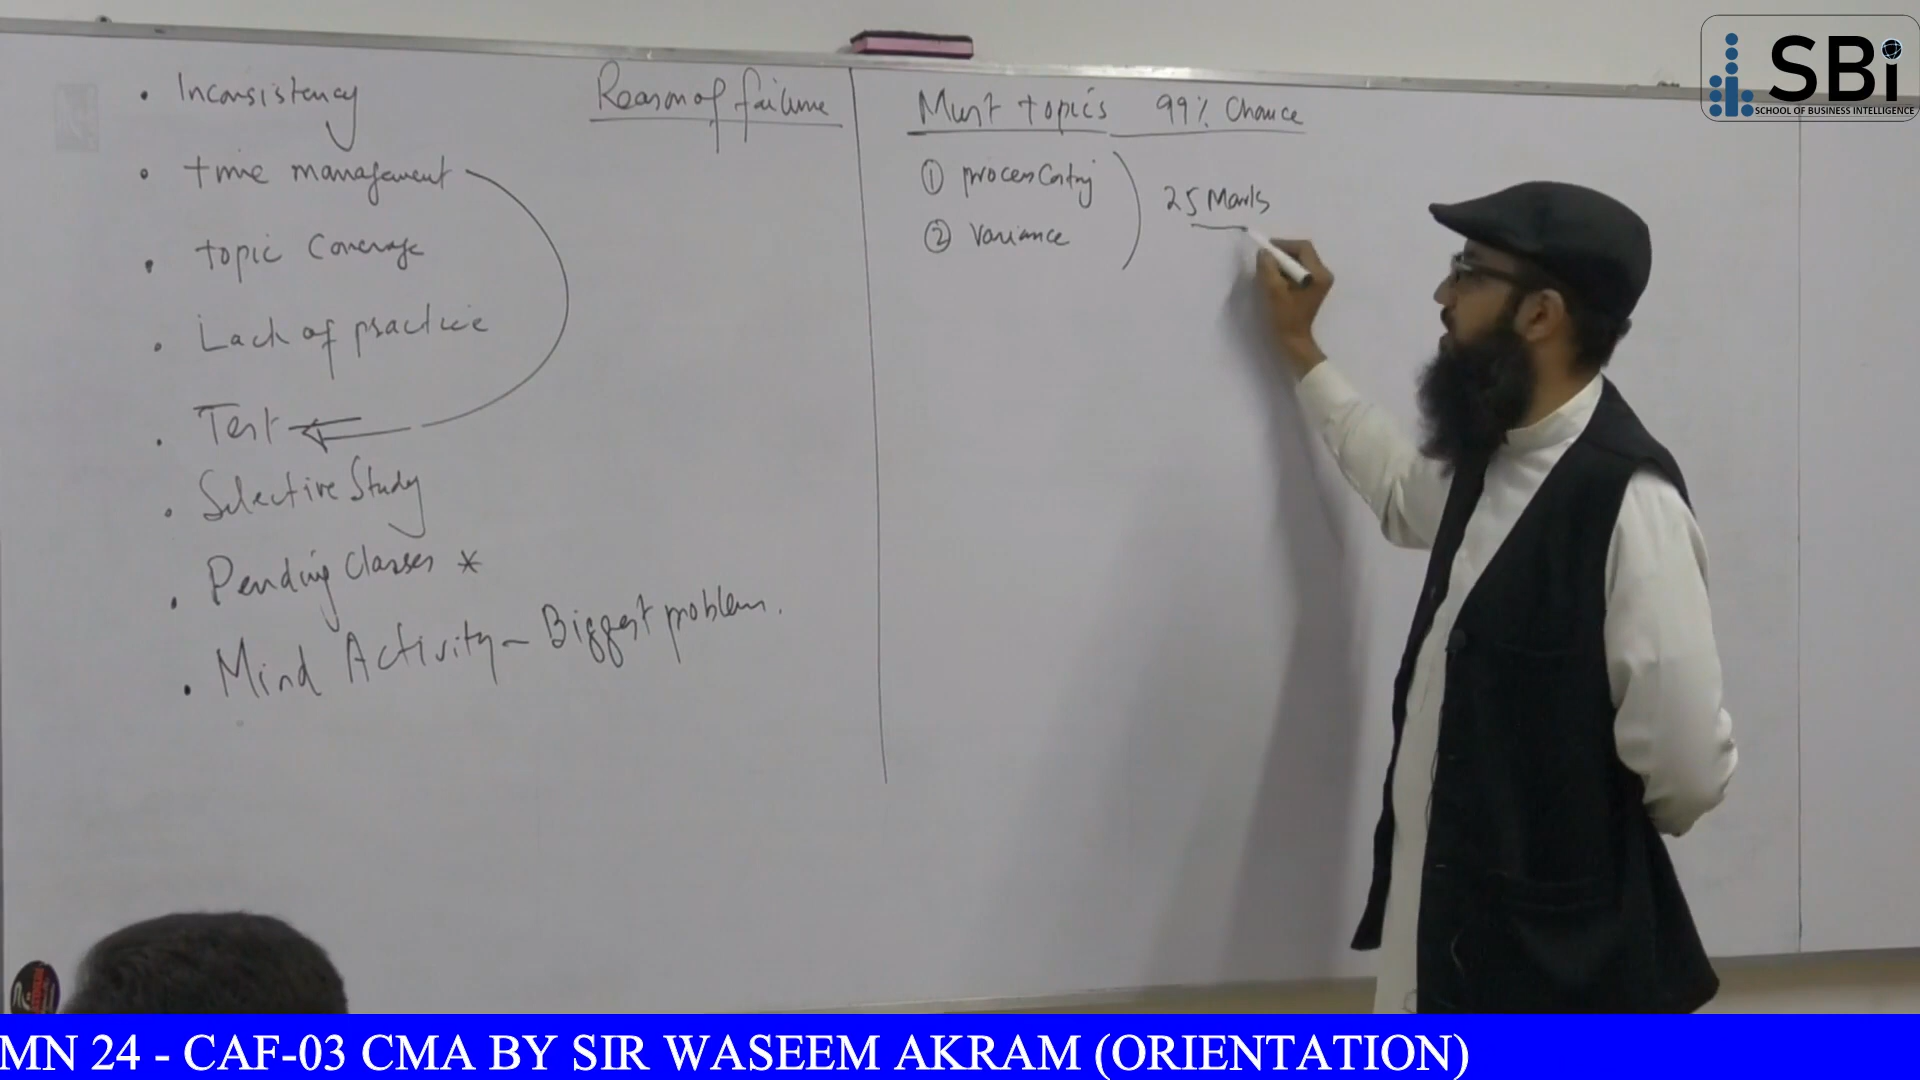 Reason of failure
• Inconsistency
• time management
• topic Coverage
• Lack of practice
• Test
• Selective Study
• Pending Classes *
• Mind Activity - Biggest problem.
Must topics 99% Chance
① process Costing
② Variance
25 Marks
SBi
SCHOOL OF BUSINESS INTELLIGENCE
MN 24 - CAF-03 CMA BY SIR WASEEM AKRAM (ORIENTATION)